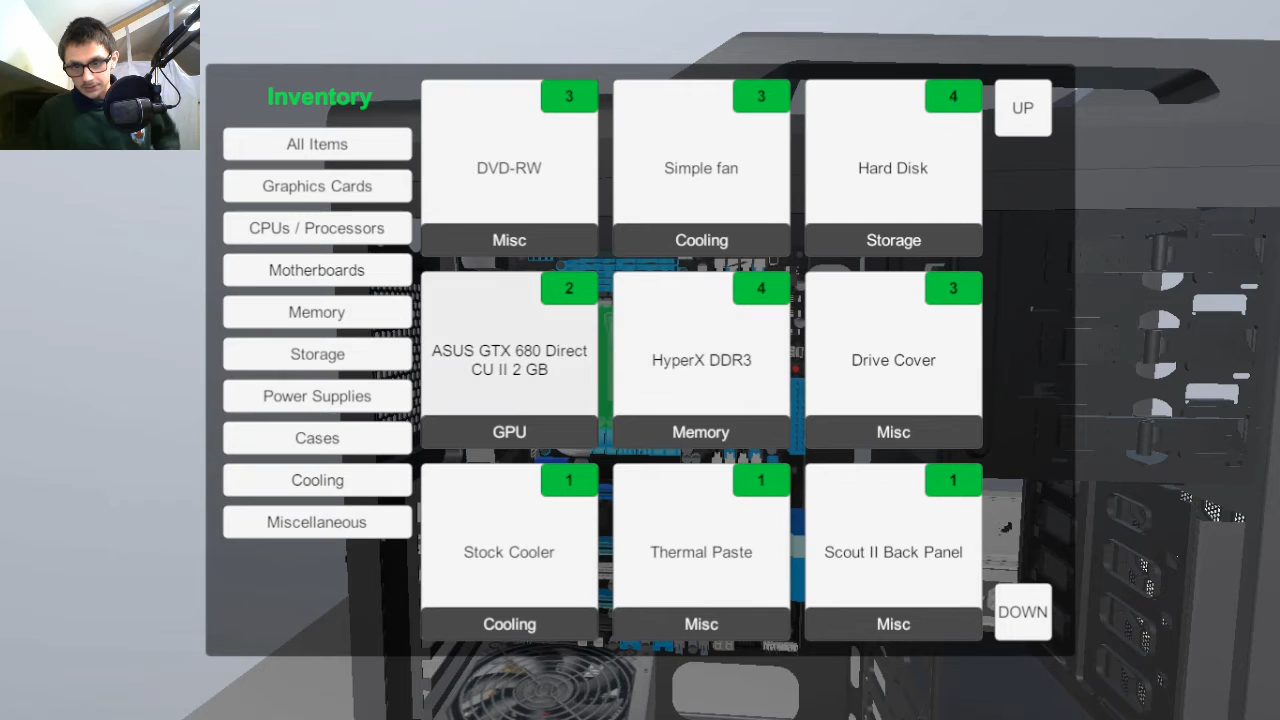 Inventory
All Items
Graphics Cards
CPUs / Processors
Motherboards
Memory
Storage
Power Supplies
Cases
Cooling
Miscellaneous
3
DVD-RW
Misc
3
Simple fan
Cooling
4
Hard Disk
Storage
2
ASUS GTX 680 Direct
CU II 2 GB
GPU
4
HyperX DDR3
Memory
3
Drive Cover
Misc
1
Stock Cooler
Cooling
1
Thermal Paste
Misc
1
Scout II Back Panel
Misc
UP
DOWN